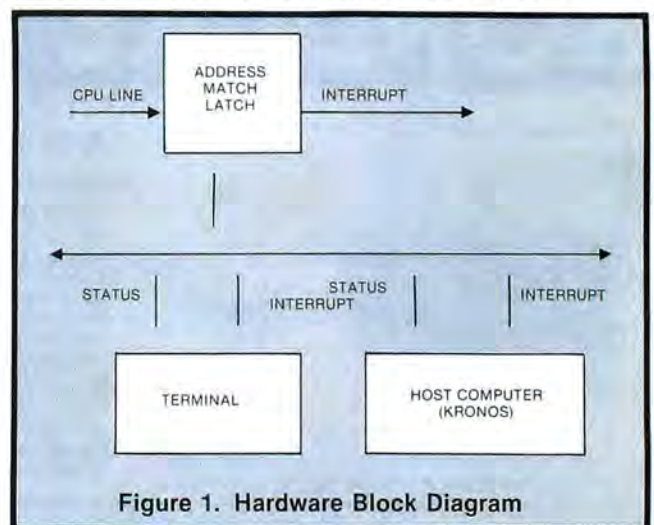 ADDRESS
MATCH
LATCH
CPU LINE
INTERRUPT
STATUS
INTERRUPT
STATUS
INTERRUPT
TERMINAL
HOST COMPUTER
(KRONOS)
Figure 1. Hardware Block Diagram